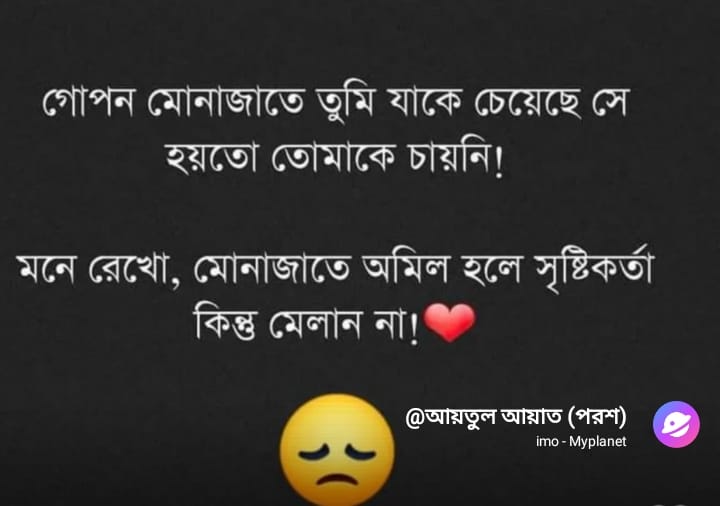 গোপন মোনাজাতে তুমি যাকে চেয়েছে সে
হয়তো তোমাকে চায়নি!
মনে রেখো, মোনাজাতে অমিল হলে সৃষ্টিকর্তা
কিন্তু মেলান না!❤️
@আয়তুল আয়াত (পরশ)
imo - Myplanet